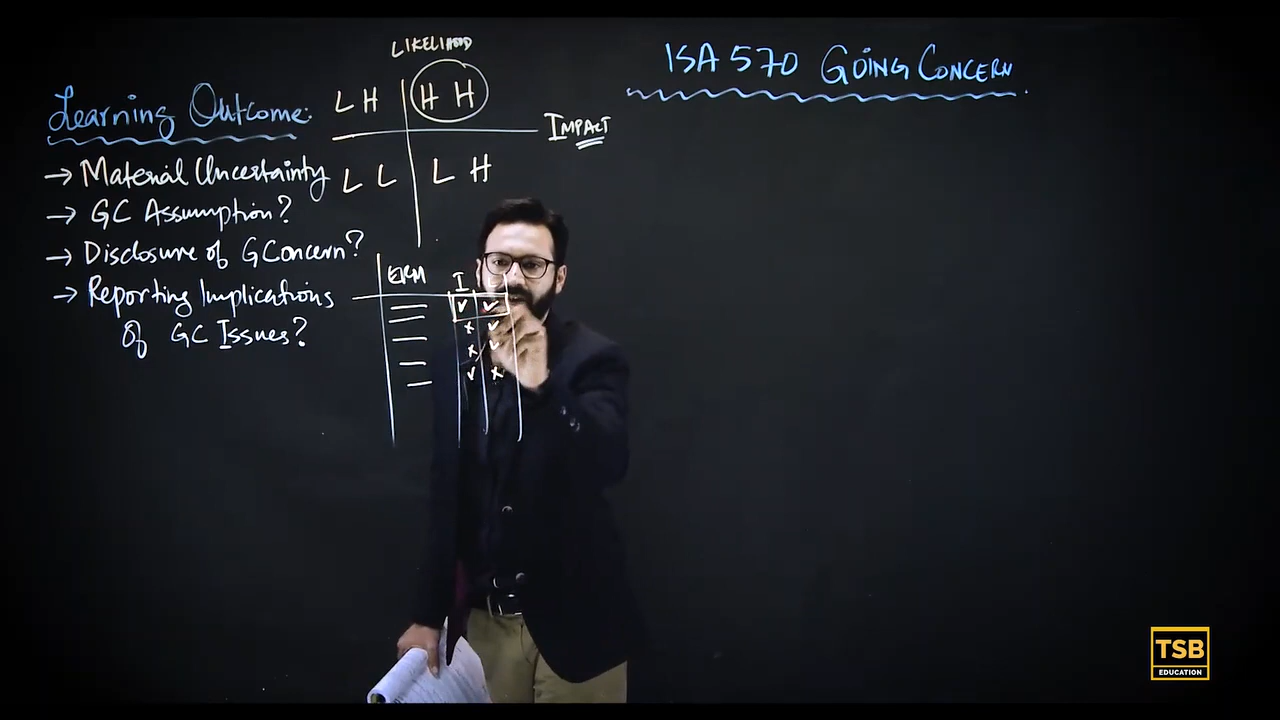 LIKELIHOOD
ISA 570 GOING CONCERN
Learning Outcome:
L H H H
IMPACT
→ Material Uncertainty
L L L H
→ GC Assumption?
→ Disclosure of GConcern?
ERM I L
→ Reporting Implications
of GC Issues?
✓ ✓
x ✓
x ✓
✓ x
TSB
EDUCATION